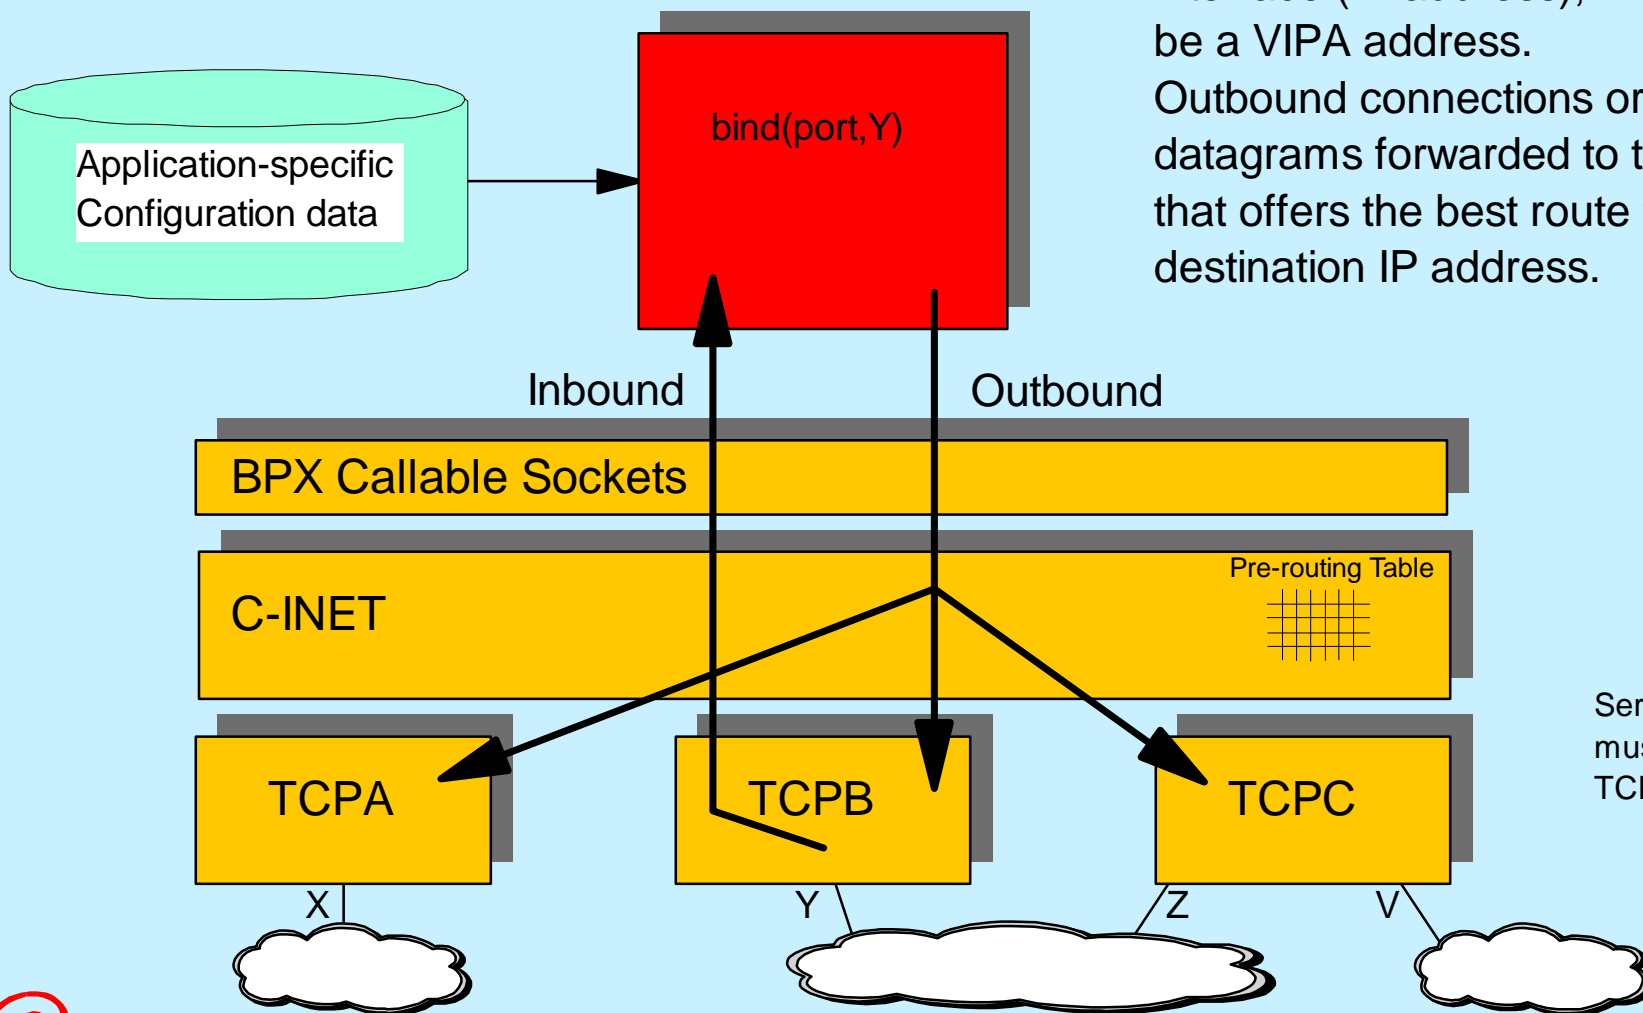 be a VIPA address.
Outbound connections or
datagrams forwarded to
that offers the best route
destination IP address.
bind(port,Y)
Application-specific
Configuration data
Inbound
Outbound
BPX Callable Sockets
C-INET
Pre-routing Table
TCPA
TCPB
TCPC
X
Y
Z
V